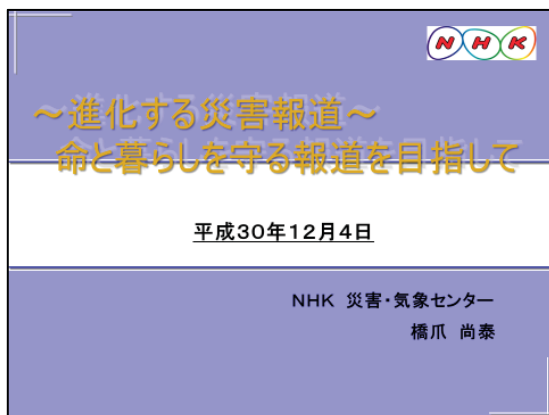 NHK
～進化する災害報道～
命と暮らしを守る報道を目指して
平成30年12月4日
NHK 災害・気象センター
橋爪 尚泰